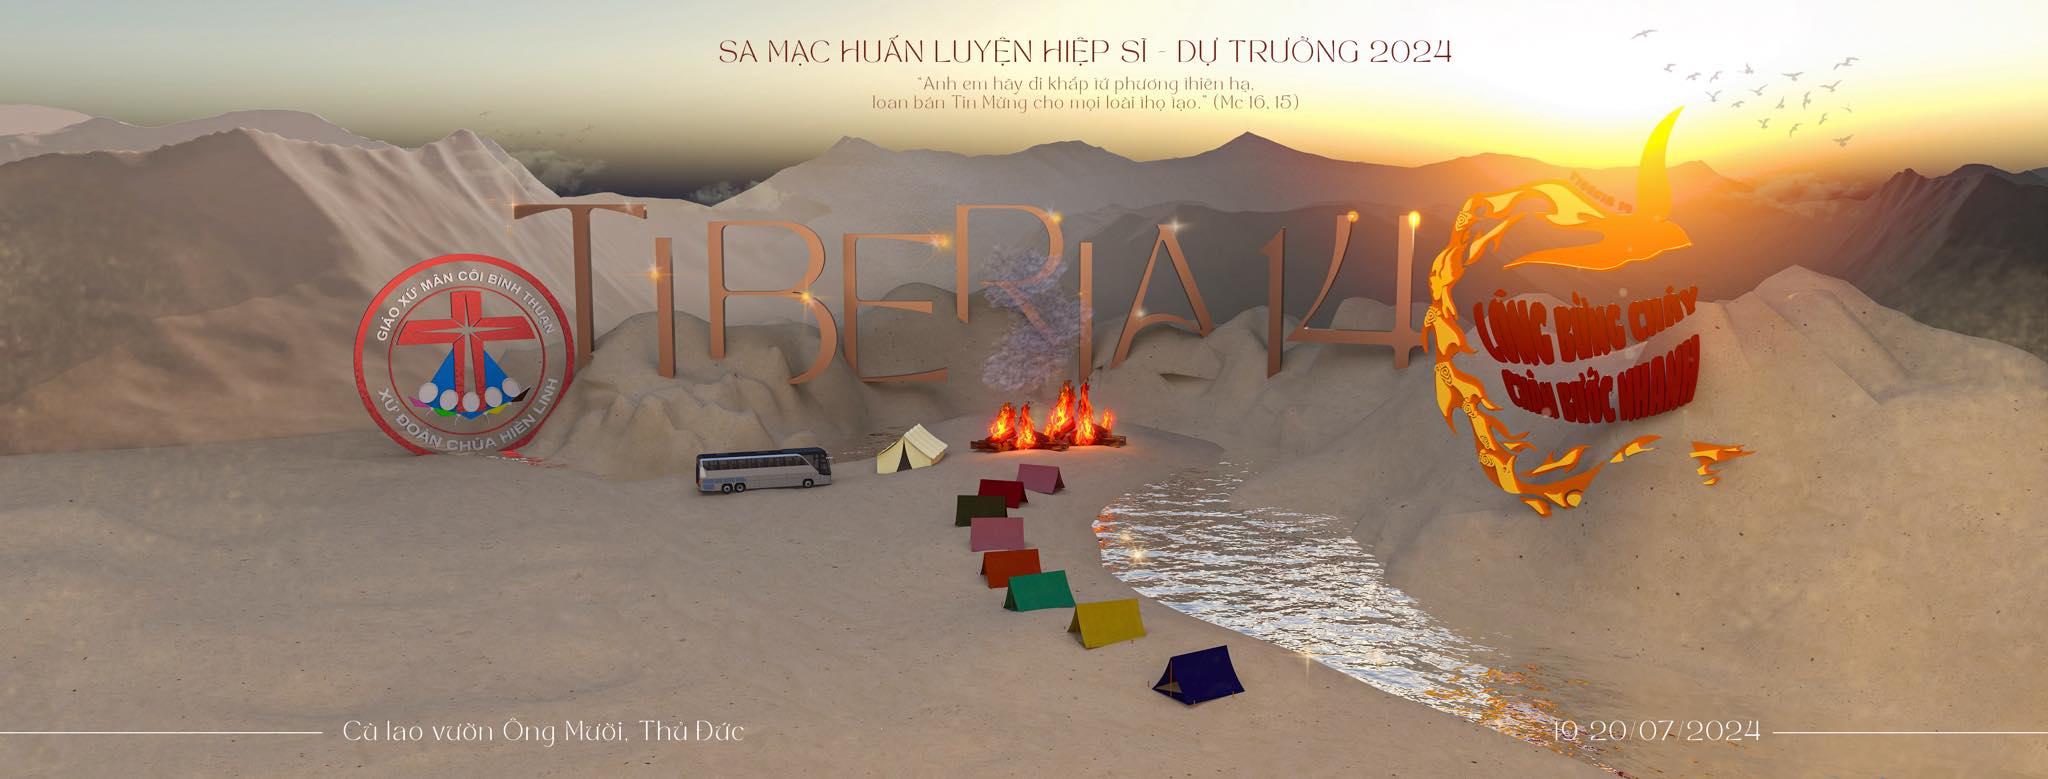 SA MẠC HUẤN LUYỆN HIỆP SĨ - DỰ TRƯỞNG 2024
"Anh em hãy đi khắp tứ phương thiên hạ,
loan bán Tin Mừng cho mọi loài thọ tạo." (Mc 16, 15)
TIBERIA 14
GIÁO XỨ MÂN CÔI BÌNH THUẬN
XỨ ĐOÀN CHÚA HIỂN LINH
TIBERIA 14
LÒNG BỪNG CHÁY
CHÂN BƯỚC NHANH
Cù lao vườn Ông Mười, Thủ Đức
19-20/07/2024